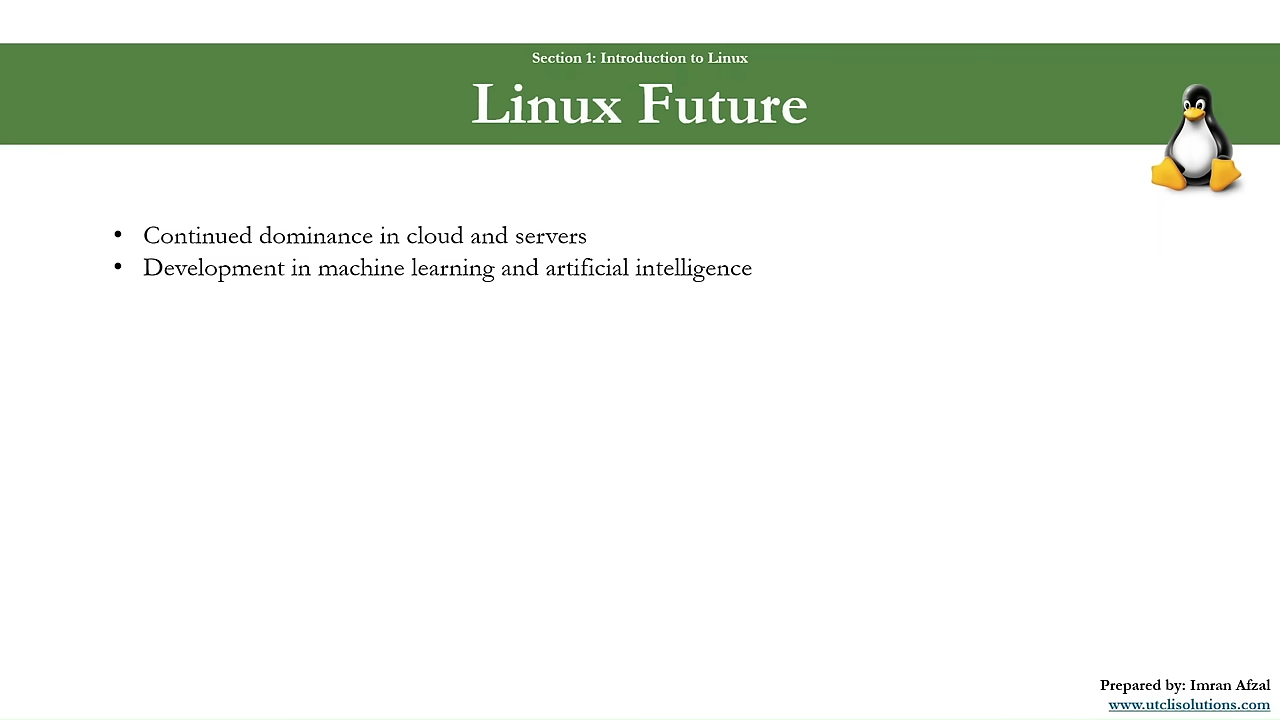 Section 1: Introduction to Linux
Linux Future
• Continued dominance in cloud and servers
• Development in machine learning and artificial intelligence
Prepared by: Imran Afzal
www.utclisolutions.com